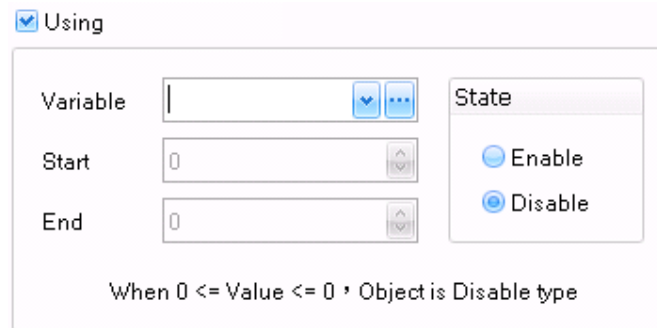 Using
Variable
State
Start
0
Enable
End
0
Disable
When 0 <= Value <= 0，Object is Disable type